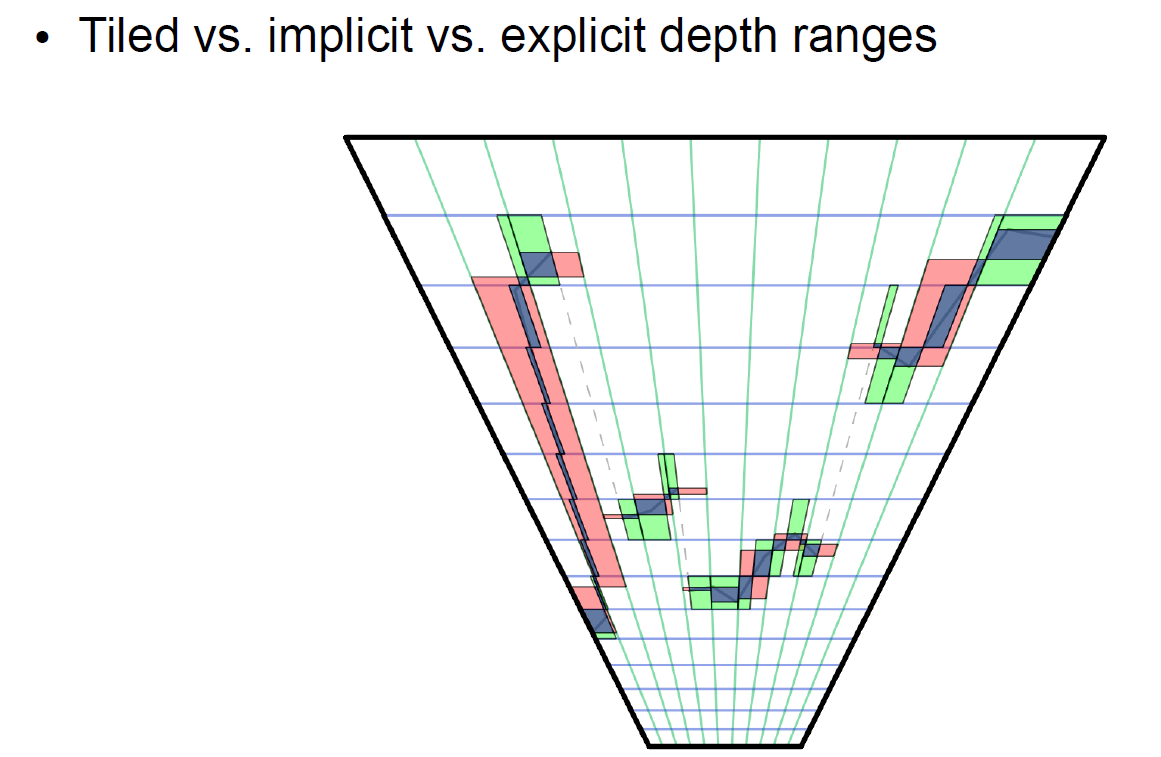 • Tiled vs. implicit vs. explicit depth ranges